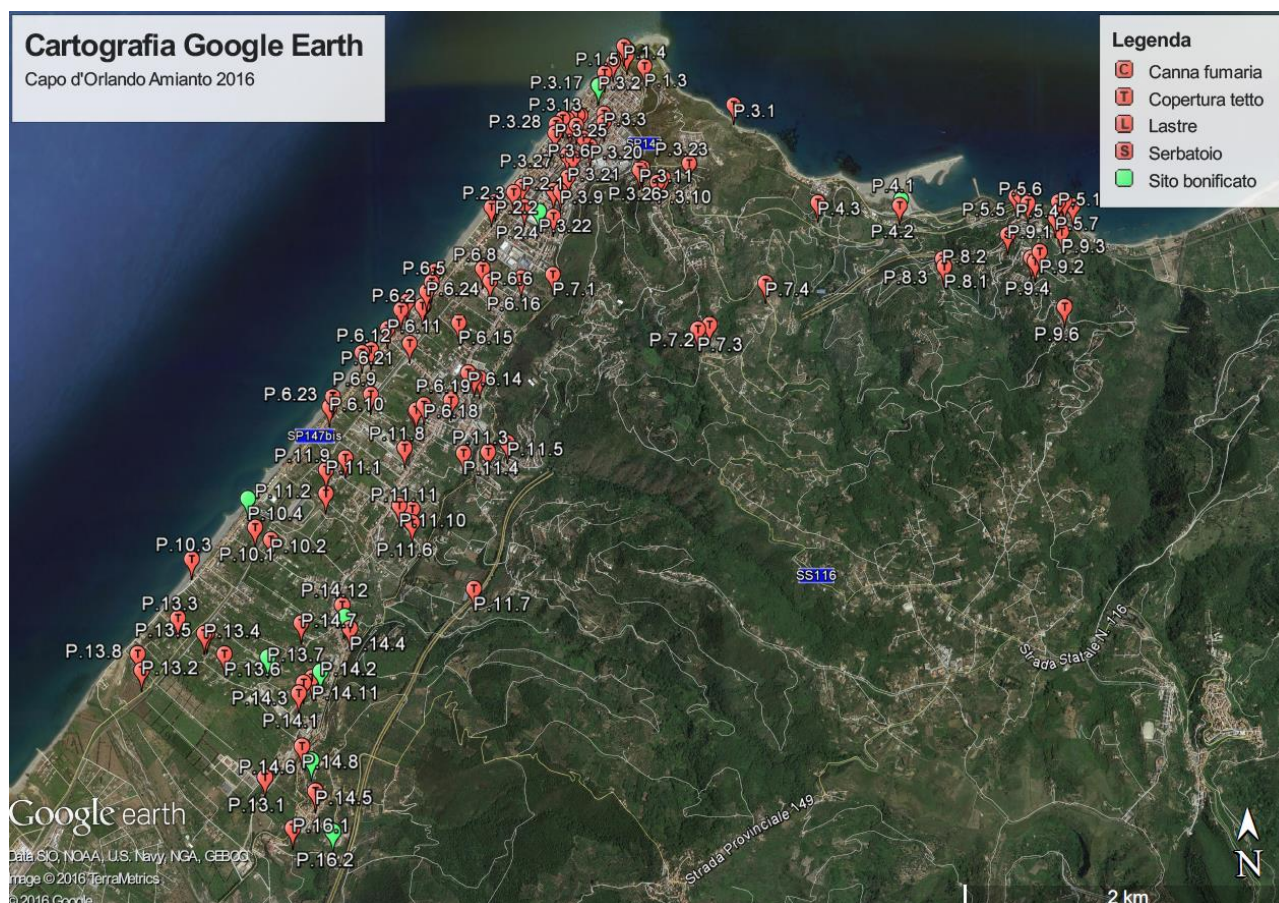 Cartografia Google Earth
Capo d'Orlando Amianto 2016
Legenda
C Canna fumaria
T Copertura tetto
L Lastre
S Serbatoio
Sito bonificato
P.1.4
P.1.5
P.1.3
P.3.17
P.3.2
P.3.1
P.3.13
P.3.3
P.3.28
P.3.25
SP14
P.3.6
P.3.20
P.3.23
P.3.27
P.3.21
P.3.11
P.2.3
P.2.1
P.3.9
P.3.26
P.3.10
P.2.2
P.2.4
P.3.22
P.4.1
P.4.3
P.4.2
P.5.6
P.5.1
P.5.5
P.5.4
P.5.7
P.9.1
P.9.3
P.8.2
P.9.2
P.8.3
P.8.1
P.9.4
P.9.6
P.6.8
P.6.5
P.6.6
P.7.1
P.7.4
P.6.24
P.6.2
P.6.16
P.6.11
P.6.12
P.6.15
P.7.2
P.7.3
P.6.21
P.6.9
P.6.19
P.6.14
P.6.23
P.6.10
P.6.18
SP147bis
P.11.8
P.11.3
P.11.5
P.11.9
P.11.1
P.11.4
P.11.2
P.11.11
P.10.4
P.11.10
P.10.1
P.10.2
P.11.6
P.10.3
SS116
P.14.12
P.11.7
P.13.3
P.14.7
P.13.5
P.13.4
P.14.4
P.13.8
P.13.7
P.13.2
P.13.6
P.14.2
P.14.3
P.14.11
P.14.1
Strada Statale N. 116
P.14.6
P.14.8
P.13.1
P.14.5
P.16.1
P.16.2
Strada Provinciale 149
Google earth
Data SIO, NOAA, U.S. Navy, NGA, GEBCO
Image © 2016 TerraMetrics
© 2016 Google
N
2 km